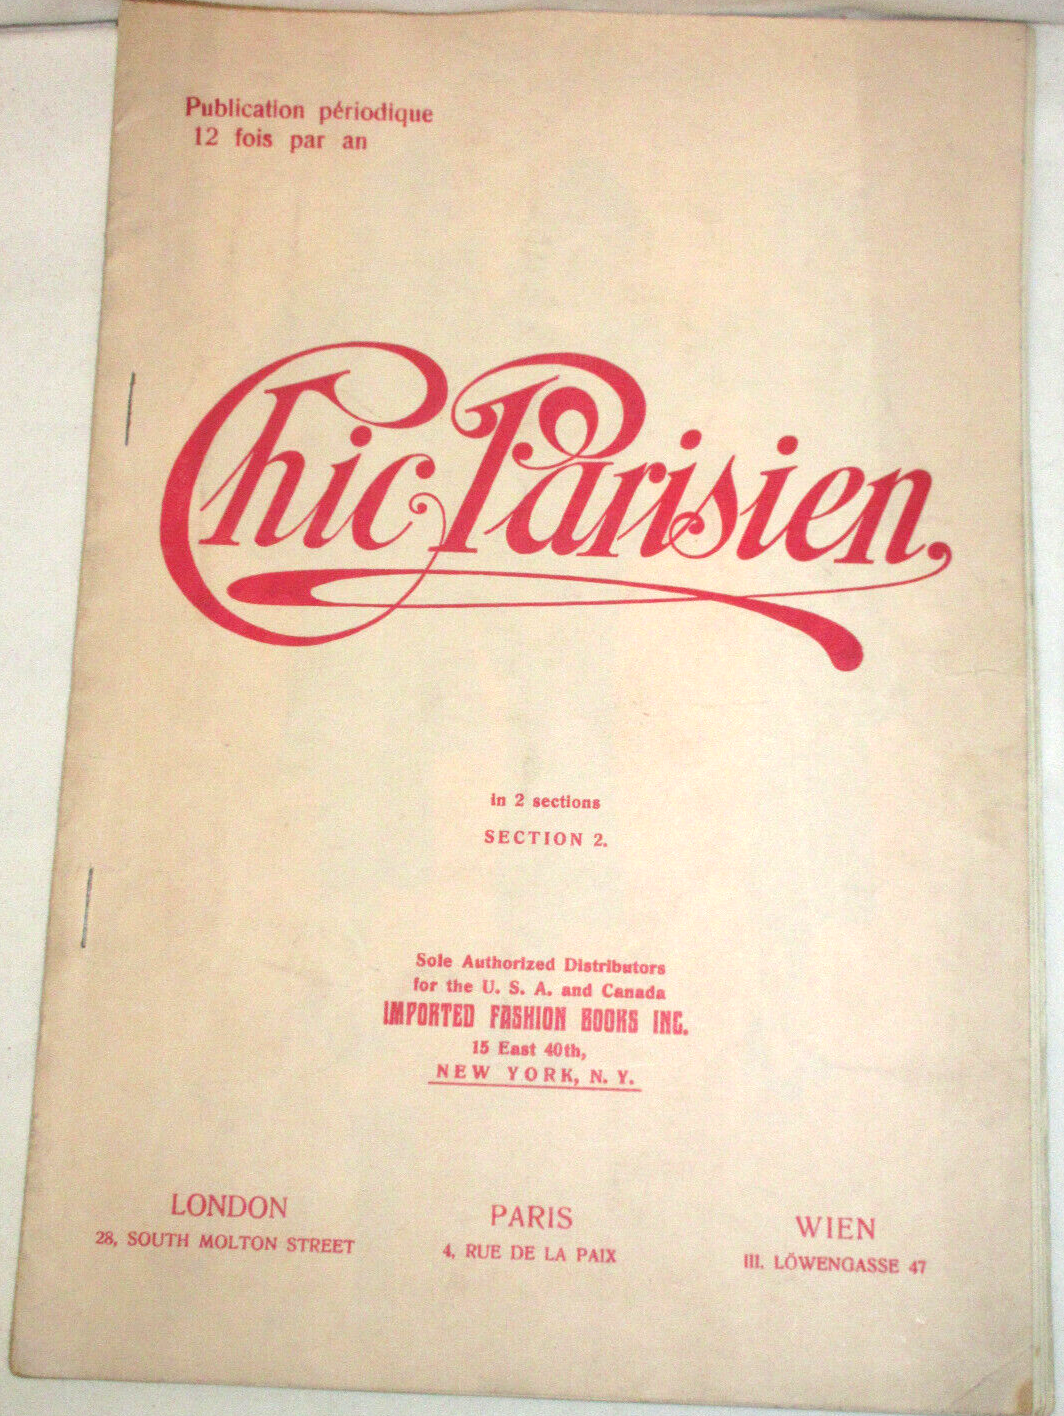 Publication périodique
12 fois par an
Chic Parisien.
in 2 sections
SECTION 2.
Sole Authorized Distributors
for the U. S. A. and Canada
IMPORTED FASHION BOOKS INC.
15 East 40th,
NEW YORK, N. Y.
LONDON
28, SOUTH MOLTON STREET
PARIS
4, RUE DE LA PAIX
WIEN
III. LÖWENGASSE 47